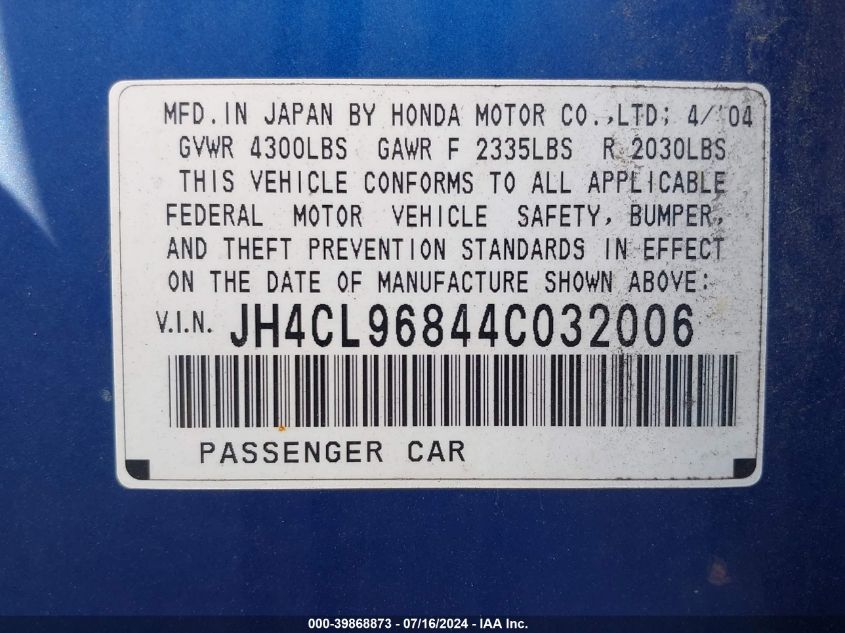 MFD.IN JAPAN BY HONDA MOTOR CO.,LTD; 4/'04
GVWR 4300LBS GAWR F 2335LBS R 2030LBS
THIS VEHICLE CONFORMS TO ALL APPLICABLE
FEDERAL MOTOR VEHICLE SAFETY, BUMPER,
AND THEFT PREVENTION STANDARDS IN EFFECT
ON THE DATE OF MANUFACTURE SHOWN ABOVE:
V.I.N. JH4CL96844C032006
PASSENGER CAR
000-39868873 - 07/16/2024 - IAA Inc.